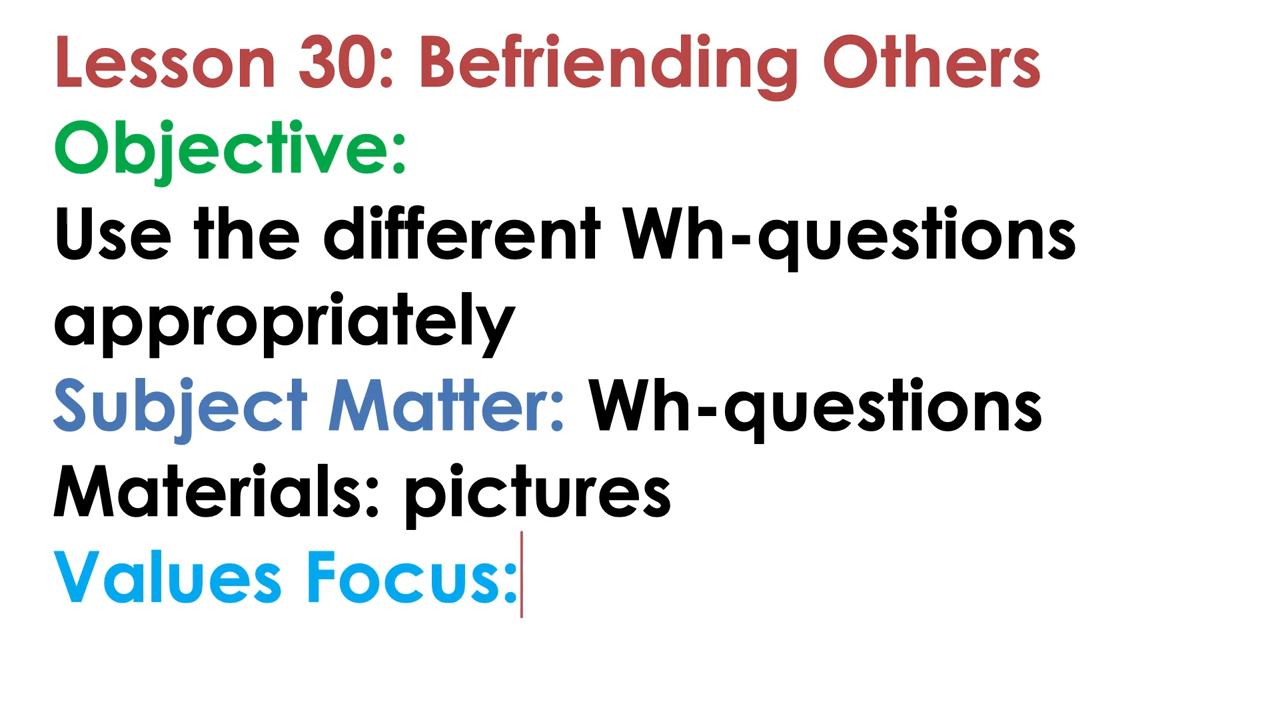 Lesson 30: Befriending Others
Objective:
Use the different Wh-questions
appropriately
Subject Matter: Wh-questions
Materials: pictures
Values Focus: